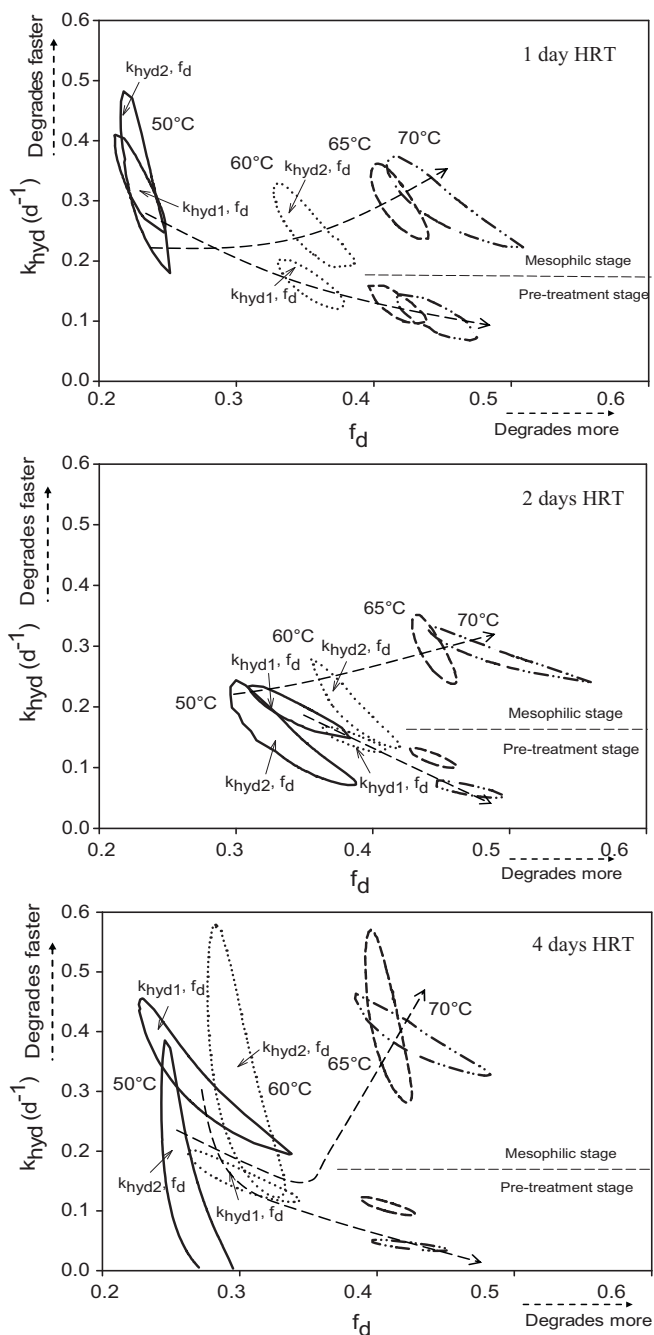 0.6
1 day HRT
Degrades faster
k_hyd2, f_d
0.5
50°C
0.4
65°C
70°C
60°C
k_hyd2, f_d
k_hyd (d⁻¹)
0.3
k_hyd1, f_d
0.2
Mesophilc stage
k_hyd1, f_d
Pre-treatment stage
0.1
0.0
0.2
0.3
0.4
0.5
0.6
f_d
Degrades more
0.6
2 days HRT
Degrades faster
0.5
0.4
65°C
70°C
60°C
k_hyd1, f_d
k_hyd2, f_d
k_hyd (d⁻¹)
0.3
50°C
0.2
Mesophilic stage
Pre-treatment stage
0.1
k_hyd2, f_d
k_hyd1, f_d
0.0
0.2
0.3
0.4
0.5
0.6
f_d
Degrades more
0.6
4 days HRT
Degrades faster
0.5
k_hyd1, f_d
70°C
0.4
k_hyd2, f_d
65°C
k_hyd (d⁻¹)
0.3
50°C
60°C
0.2
Mesophilic stage
k_hyd2, f_d
k_hyd1, f_d
Pre-treatment stage
0.1
0.0
0.2
0.3
0.4
0.5
0.6
f_d
Degrades more